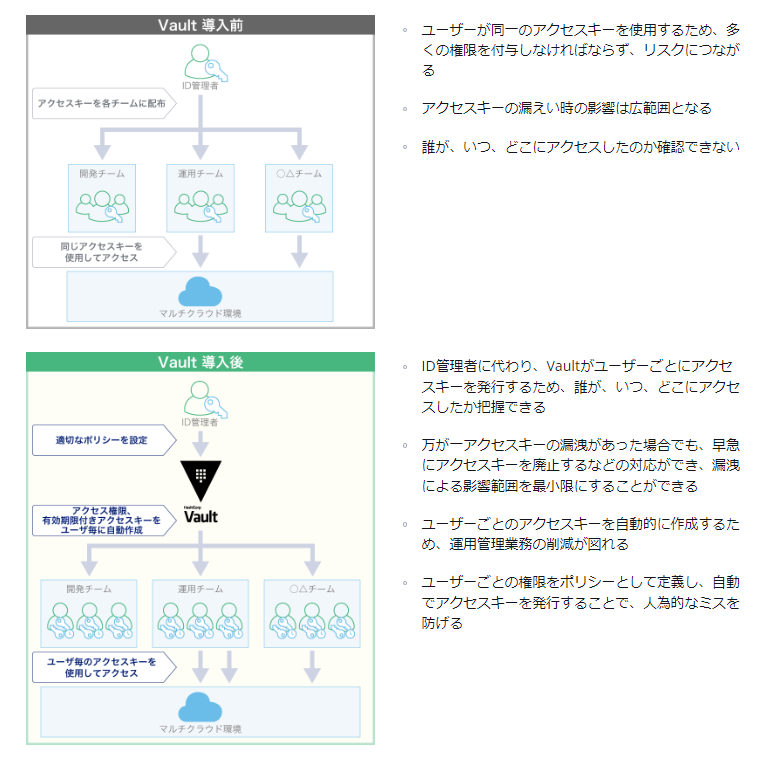 Vault 導入前
ID管理者
アクセスキーを各チームに配布
開発チーム
運用チーム
○△チーム
同じアクセスキーを
使用してアクセス
マルチクラウド環境
ユーザーが同一のアクセスキーを使用するため、多
くの権限を付与しなければならず、リスクにつなが
る
アクセスキーの漏えい時の影響は広範囲となる
誰が、いつ、どこにアクセスしたのか確認できない
Vault 導入後
ID管理者
適切なポリシーを設定
HashiCorp
Vault
アクセス権限、
有効期限付きアクセスキーを
ユーザ毎に自動作成
開発チーム
運用チーム
○△チーム
ユーザ毎のアクセスキーを
使用してアクセス
マルチクラウド環境
ID管理者に代わり、Vaultがユーザーごとにアクセ
スキーを発行するため、誰が、いつ、どこにアクセ
スしたか把握できる
万が一アクセスキーの漏洩があった場合でも、早急
にアクセスキーを廃止するなどの対応ができ、漏洩
による影響範囲を最小限にすることができる
ユーザーごとのアクセスキーを自動的に作成するた
め、運用管理業務の削減が図れる
ユーザーごとの権限をポリシーとして定義し、自動
でアクセスキーを発行することで、人為的なミスを
防げる